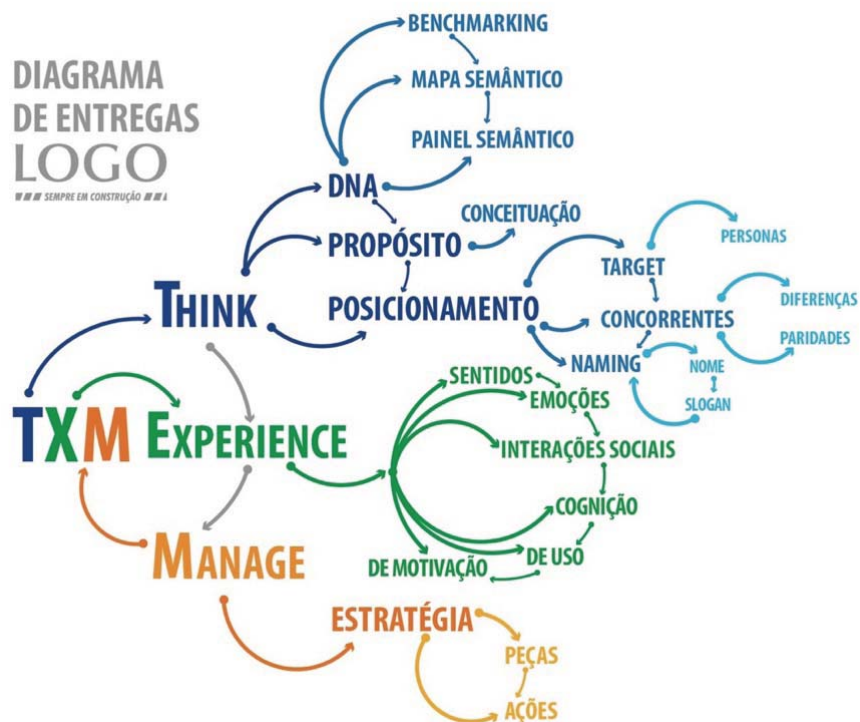 DIAGRAMA
DE ENTREGAS
LOGO
SEMPRE EM CONSTRUÇÃO
BENCHMARKING
MAPA SEMÂNTICO
PAINEL SEMÂNTICO
DNA
CONCEITUAÇÃO
PROPÓSITO
PERSONAS
TARGET
THINK
POSICIONAMENTO
DIFERENÇAS
CONCORRENTES
PARIDADES
NAMING
NOME
SLOGAN
TXM
EXPERIENCE
SENTIDOS
EMOÇÕES
INTERAÇÕES SOCIAIS
COGNIÇÃO
DE USO
DE MOTIVAÇÃO
MANAGE
ESTRATÉGIA
PEÇAS
AÇÕES